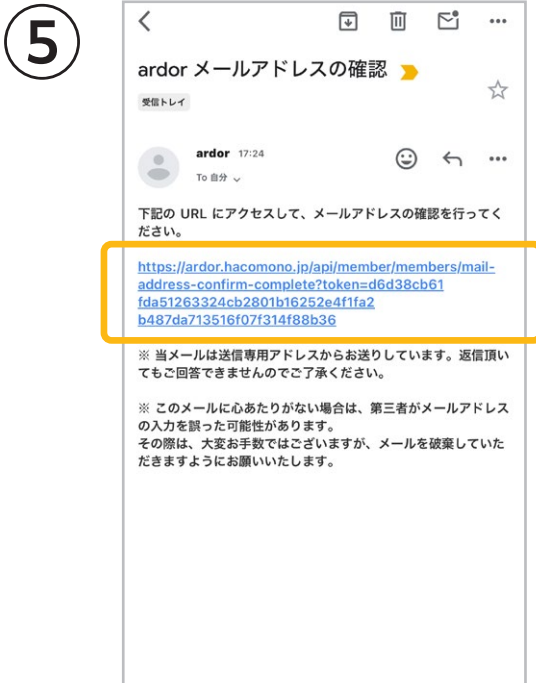 ⑤
ardor メールアドレスの確認
受信トレイ
ardor 17:24
To 自分
下記の URL にアクセスして、メールアドレスの確認を行ってく
ださい。
https://ardor.hacomono.jp/api/member/members/mail-
address-confirm-complete?token=d6d38cb61
fda51263324cb2801b16252e4f1fa2
b487da713516f07f314f88b36
※ 当メールは送信専用アドレスからお送りしています。返信頂い
てもご回答できませんのでご了承ください。
※ このメールに心あたりがない場合は、第三者がメールアドレス
の入力を誤った可能性があります。
その際は、大変お手数ではございますが、メールを破棄していた
だきますようにお願いいたします。